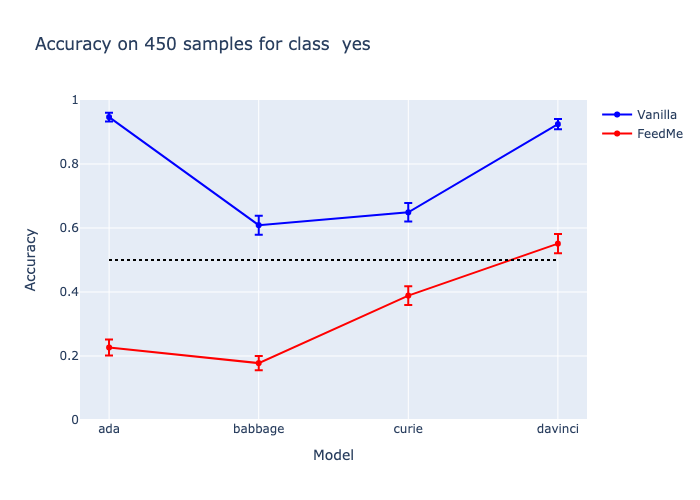 Accuracy on 450 samples for class  yes
Vanilla
FeedMe
1
0.8
0.6
0.4
0.2
0
Accuracy
ada
babbage
curie
davinci
Model